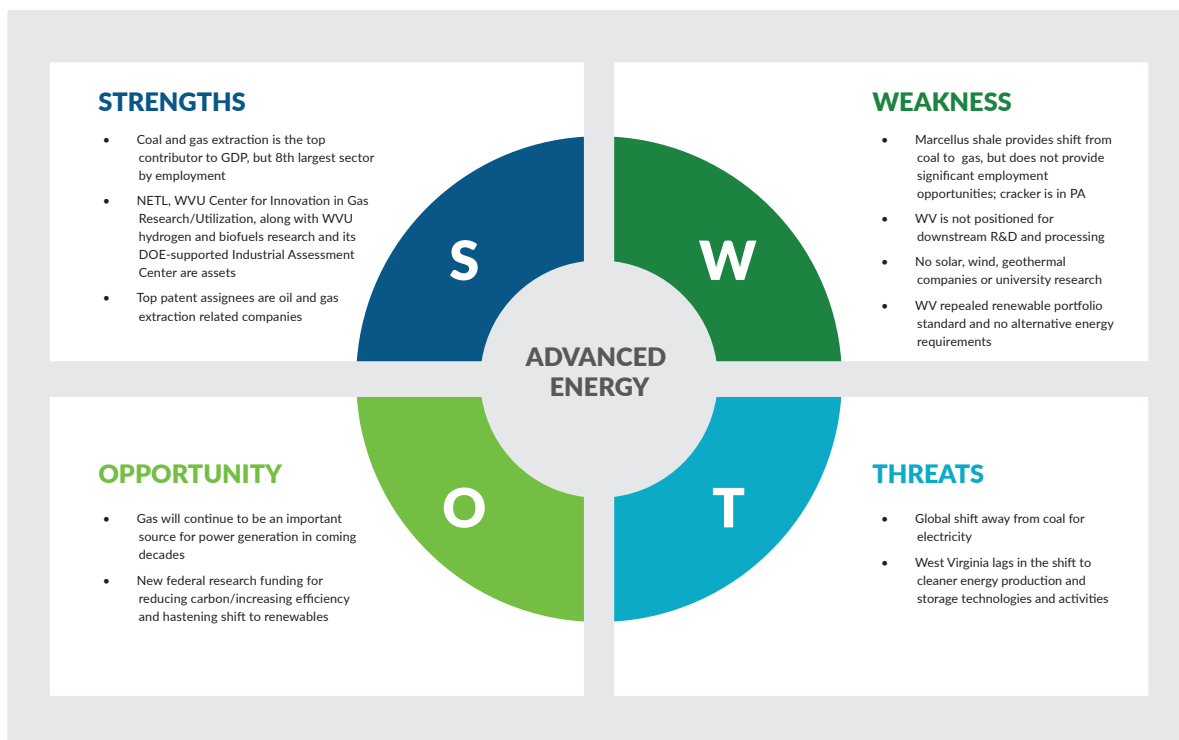 STRENGTHS
• Coal and gas extraction is the top
contributor to GDP, but 8th largest sector
by employment
• NETL, WVU Center for Innovation in Gas
Research/Utilization, along with WVU
hydrogen and biofuels research and its
DOE-supported Industrial Assessment
Center are assets
• Top patent assignees are oil and gas
extraction related companies
S
WEAKNESS
• Marcellus shale provides shift from
coal to gas, but does not provide
significant employment
opportunities; cracker is in PA
• WV is not positioned for
downstream R&D and processing
• No solar, wind, geothermal
companies or university research
• WV repealed renewable portfolio
standard and no alternative energy
requirements
W
ADVANCED
ENERGY
OPPORTUNITY
• Gas will continue to be an important
source for power generation in coming
decades
• New federal research funding for
reducing carbon/increasing efficiency
and hastening shift to renewables
O
THREATS
• Global shift away from coal for
electricity
• West Virginia lags in the shift to
cleaner energy production and
storage technologies and activities
T